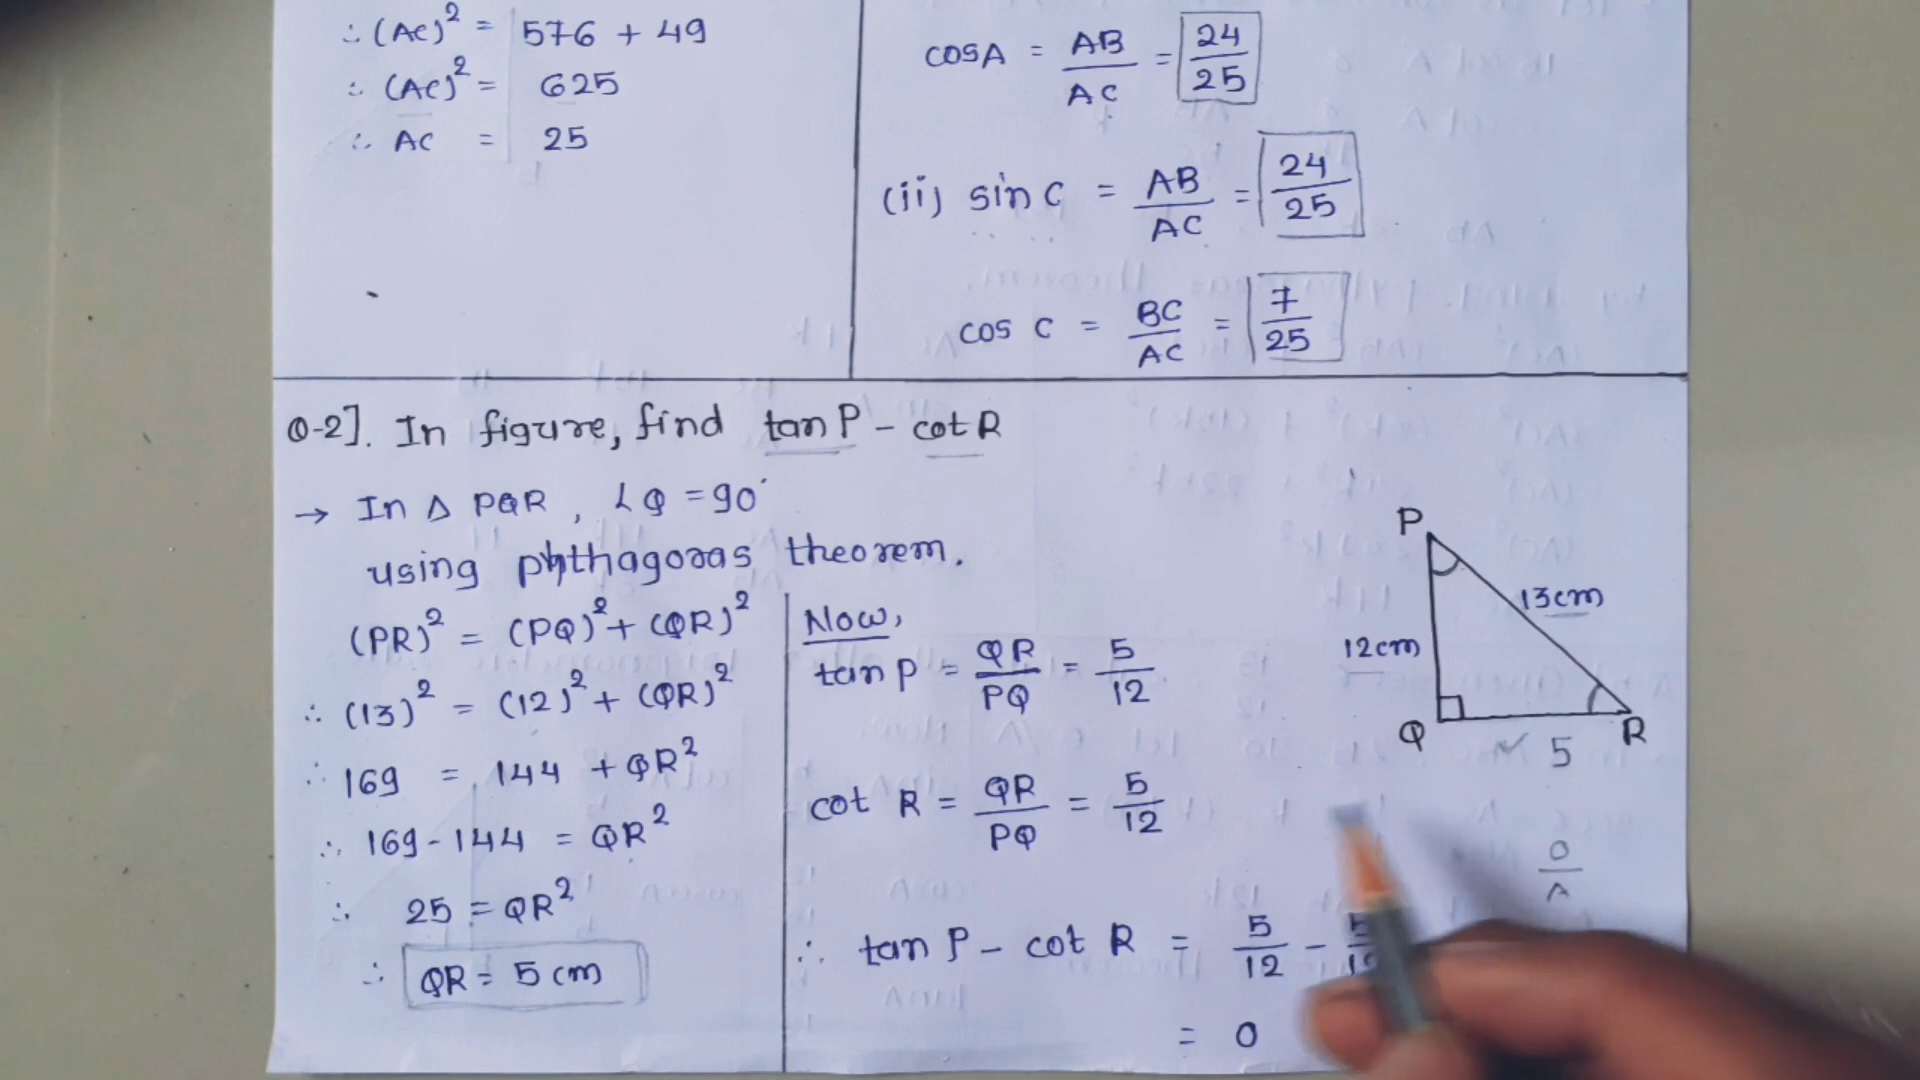 ∴ (AC)² = 576 + 49
∴ (AC)² = 625
∴ AC = 25
cosA = AB/AC = 24/25
(ii) sin C = AB/AC = 24/25
cos C = BC/AC = 7/25
Q-2]. In figure, find tan P - cot R
→ In △ PQR, ∠Q = 90°
using phthagoras theorem.
(PR)² = (PQ)² + (QR)²
∴ (13)² = (12)² + (QR)²
∴ 169 = 144 + QR²
∴ 169 - 144 = QR²
∴ 25 = QR²
∴ QR = 5 cm
Now,
tan P = QR/PQ = 5/12
cot R = QR/PQ = 5/12
∴ tan P - cot R = 5/12 -
= 0
P
13cm
12cm
Q
5
R
O/A